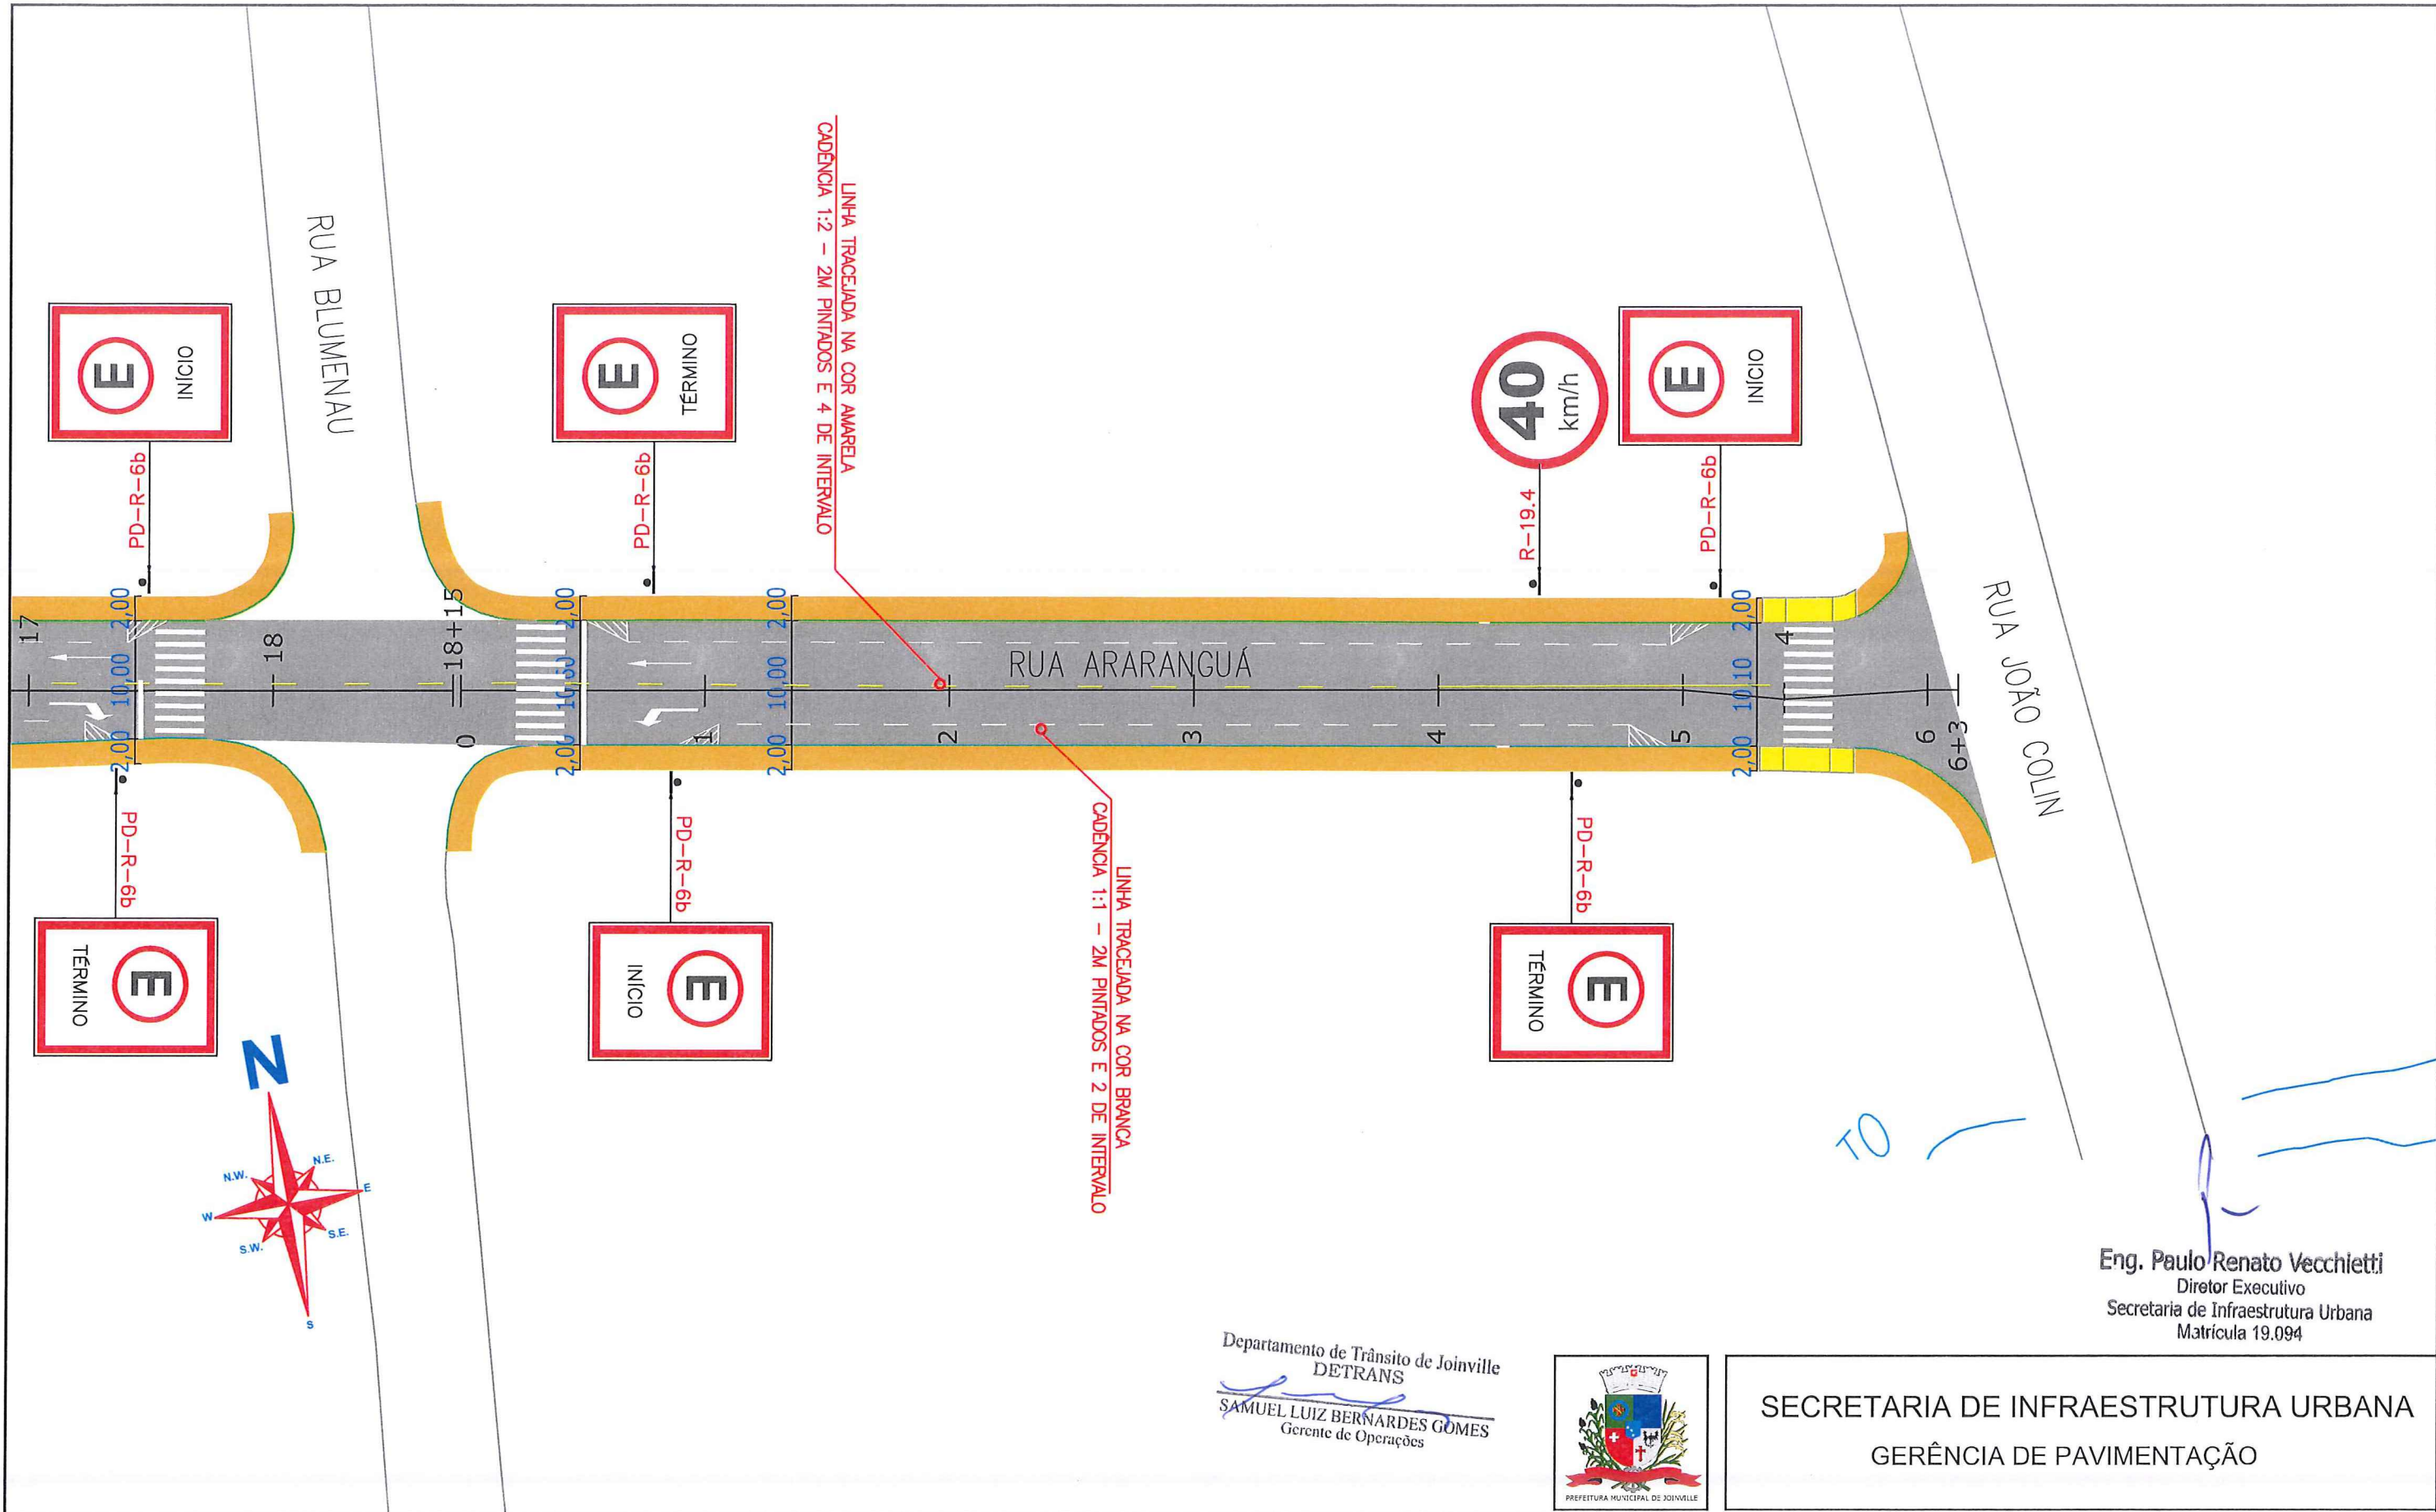 RUA BLUMENAU
E
INÍCIO
PD-R-6b
E
TÉRMINO
PD-R-6b
LINHA TRACEJADA NA COR AMARELA
CADÊNCIA 1:2 - 2M PINTADOS E 4 DE INTERVALO
40
km/h
R-19.4
E
INÍCIO
PD-R-6b
RUA JOÃO COLIN
17
2,00
10,00
2,00
18
18+15
0
2,00
2,00
1
2,00
10,00
2,00
RUA ARARANGUÁ
2
3
4
5
2,00
10,10
2,00
4
6
6+3
PD-R-6b
E
TÉRMINO
PD-R-6b
E
INÍCIO
LINHA TRACEJADA NA COR BRANCA
CADÊNCIA 1:1 - 2M PINTADOS E 2 DE INTERVALO
PD-R-6b
E
TÉRMINO
N
N.E.
E
S.E.
S
S.W.
W
N.W.
TO
Eng. Paulo Renato Vecchietti
Diretor Executivo
Secretaria de Infraestrutura Urbana
Matrícula 19.094
Departamento de Trânsito de Joinville
DETRANS
SAMUEL LUIZ BERNARDES GOMES
Gerente de Operações
PREFEITURA MUNICIPAL DE JOINVILLE
SECRETARIA DE INFRAESTRUTURA URBANA
GERÊNCIA DE PAVIMENTAÇÃO